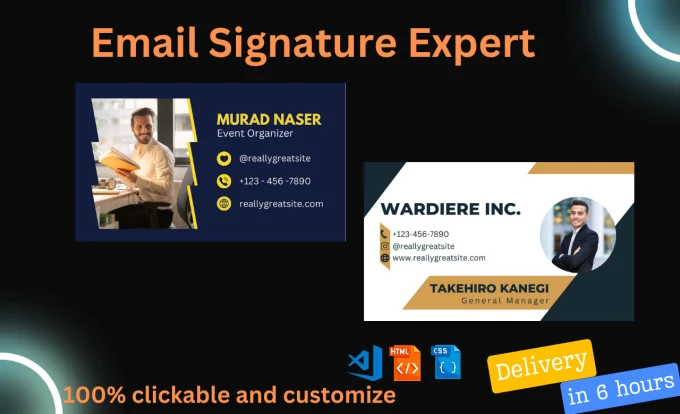 Email Signature Expert
MURAD NASER
Event Organizer
@reallygreatsite
+123 - 456 -7890
reallygreatsite.com
WARDIERE INC.
+123-456-7890
@reallygreatsite
www.reallygreatsite.com
TAKEHIRO KANEGI
General Manager
HTML
CSS
Delivery
in 6 hours
100% clickable and customize